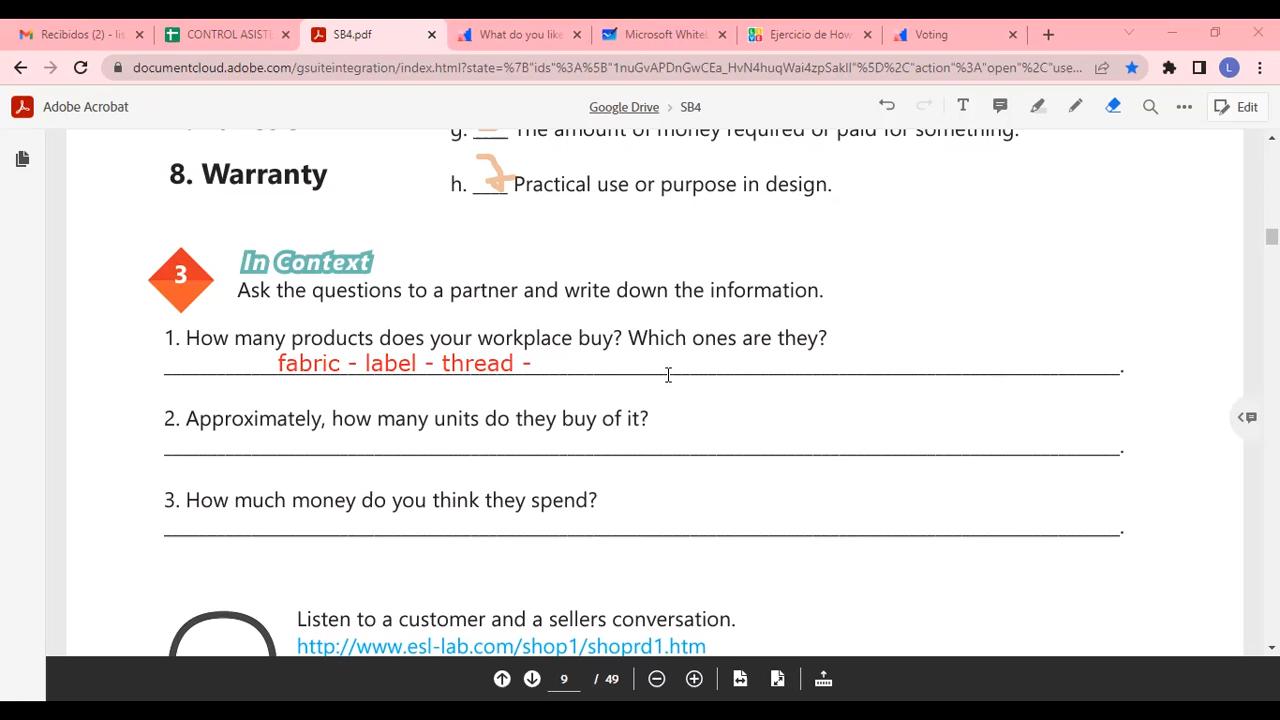 Recibidos (2) - lis
CONTROL ASIST
SB4.pdf
What do you like
Microsoft Whitel
Ejercicio de How
Voting
documentcloud.adobe.com/gsuiteintegration/index.html?state=%7B"ids"%3A%5B"1nuGvAPDnGwCEa_HvN4huqWai4zpSakIl"%5D%2C"action"%3A"open"%2C"use...
L
Adobe Acrobat
Google Drive > SB4
Edit
g. ____ The amount of money required or paid for something.
8. Warranty
h. 7 Practical use or purpose in design.
3
In Context
Ask the questions to a partner and write down the information.
1. How many products does your workplace buy? Which ones are they?
fabric - label - thread -
2. Approximately, how many units do they buy of it?
3. How much money do you think they spend?
Listen to a customer and a sellers conversation.
http://www.esl-lab.com/shop1/shoprd1.htm
9 / 49